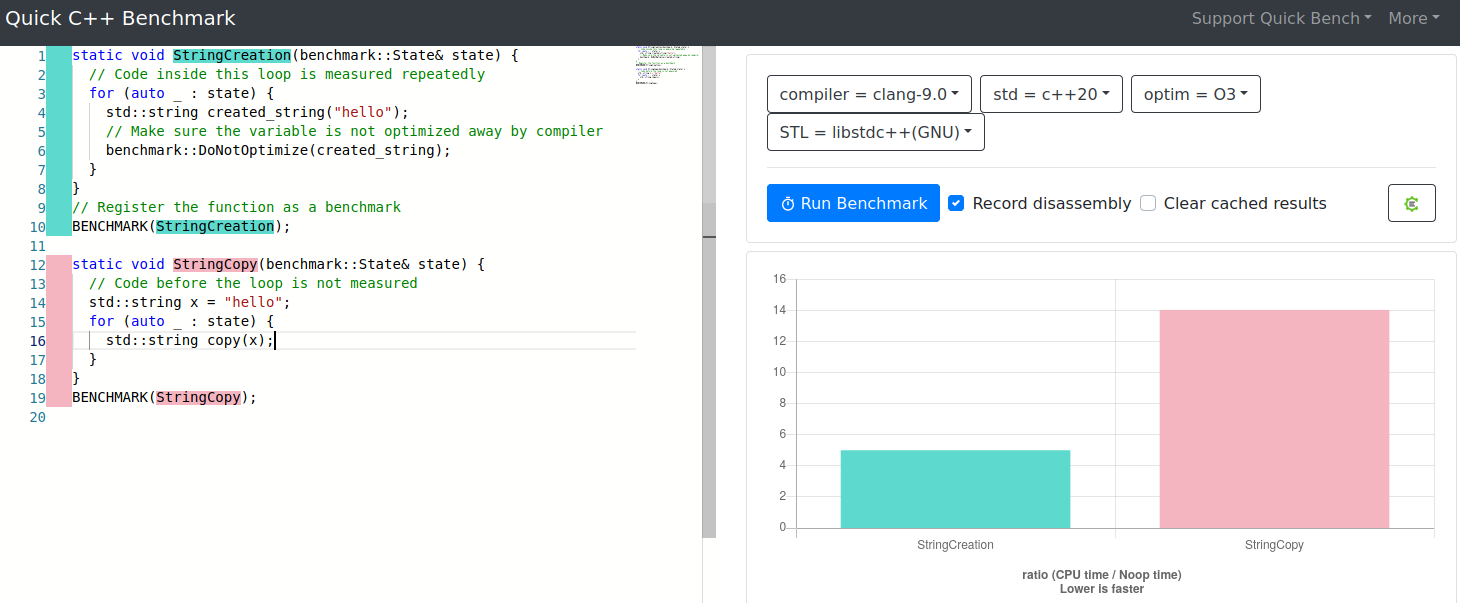 Quick C++ Benchmark
Support Quick Bench More
1 static void StringCreation(benchmark::State& state) {
2 // Code inside this loop is measured repeatedly
3 for (auto _ : state) {
4 std::string created_string("hello");
5 // Make sure the variable is not optimized away by compiler
6 benchmark::DoNotOptimize(created_string);
7 }
8 }
9 // Register the function as a benchmark
10 BENCHMARK(StringCreation);
11
12 static void StringCopy(benchmark::State& state) {
13 // Code before the loop is not measured
14 std::string x = "hello";
15 for (auto _ : state) {
16 std::string copy(x);
17 }
18 }
19 BENCHMARK(StringCopy);
20
compiler = clang-9.0 std = c++20 optim = O3
STL = libstdc++(GNU)
Run Benchmark Record disassembly Clear cached results
16
14
12
10
8
6
4
2
0
StringCreation StringCopy
ratio (CPU time / Noop time)
Lower is faster